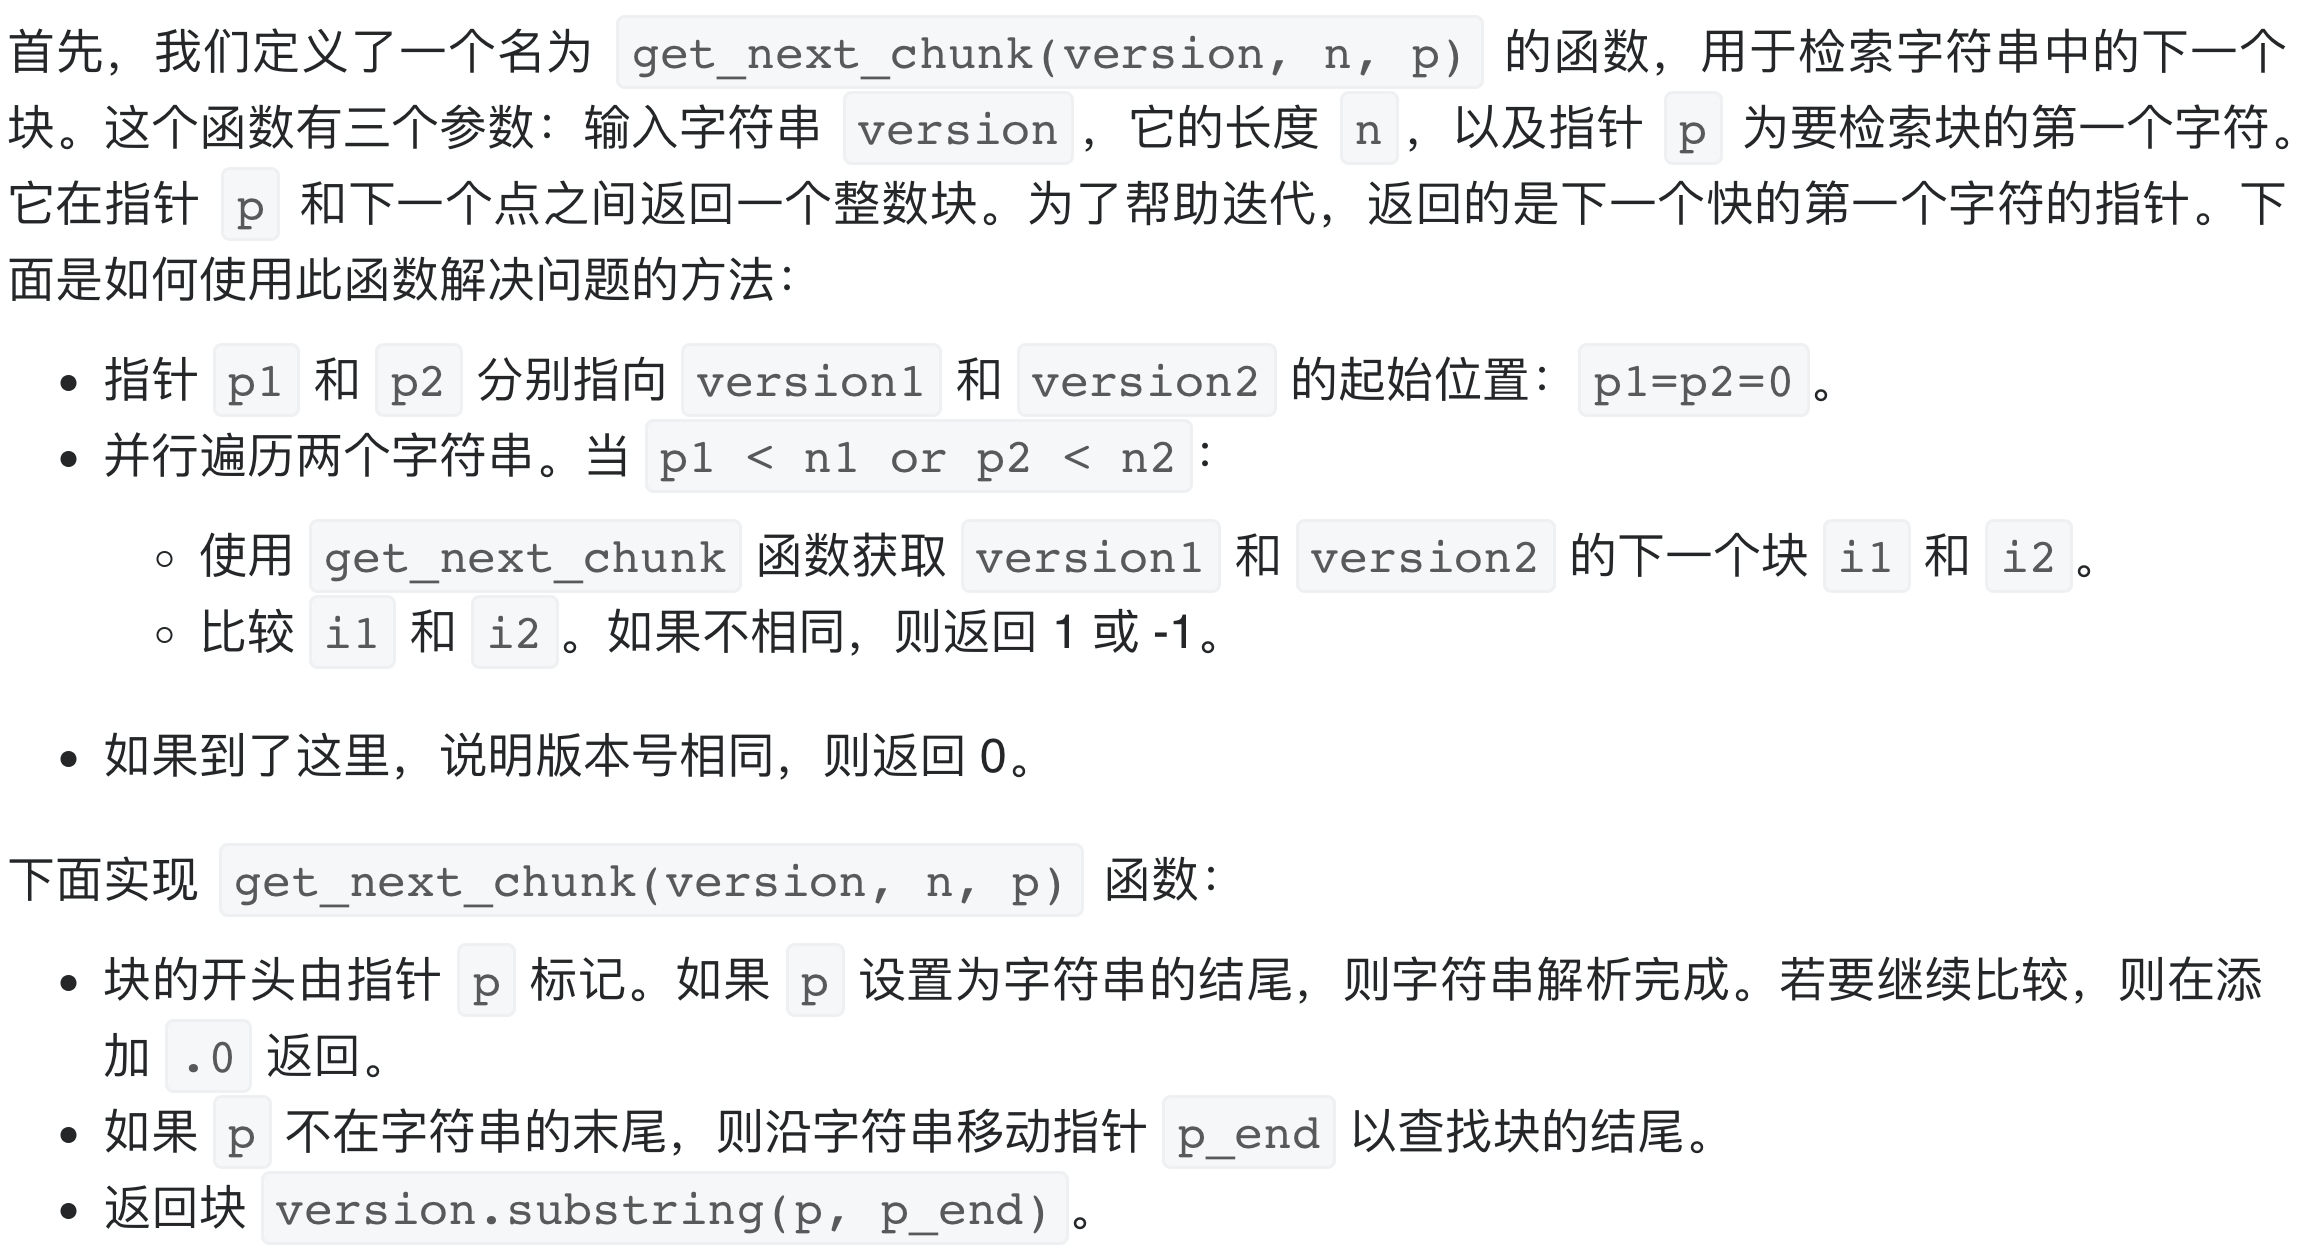 首先，我们定义了一个名为 get_next_chunk(version, n, p) 的函数，用于检索字符串中的下一个
块。这个函数有三个参数：输入字符串 version，它的长度 n，以及指针 p 为要检索块的第一个字符。
它在指针 p 和下一个点之间返回一个整数块。为了帮助迭代，返回的是下一个快的第一个字符的指针。下
面是如何使用此函数解决问题的方法：
• 指针 p1 和 p2 分别指向 version1 和 version2 的起始位置：p1=p2=0。
• 并行遍历两个字符串。当 p1 < n1 or p2 < n2：
◦ 使用 get_next_chunk 函数获取 version1 和 version2 的下一个块 i1 和 i2。
◦ 比较 i1 和 i2。如果不相同，则返回 1 或 -1。
• 如果到了这里，说明版本号相同，则返回 0。
下面实现 get_next_chunk(version, n, p) 函数：
• 块的开头由指针 p 标记。如果 p 设置为字符串的结尾，则字符串解析完成。若要继续比较，则在添
加 .0 返回。
• 如果 p 不在字符串的末尾，则沿字符串移动指针 p_end 以查找块的结尾。
• 返回块 version.substring(p, p_end)。